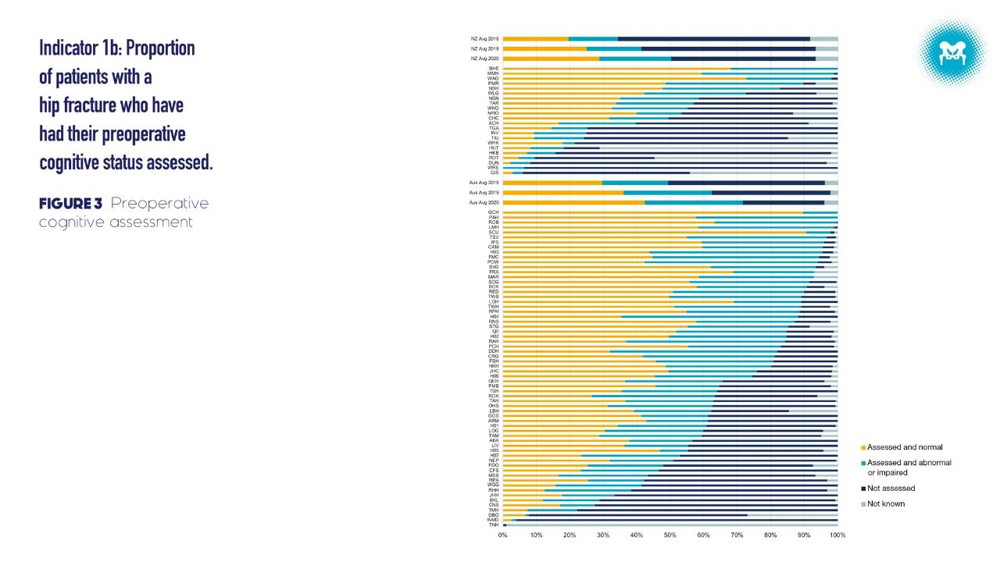 Indicator 1b: Proportion
of patients with a
hip fracture who have
had their preoperative
cognitive status assessed.
FIGURE 3 Preoperative
cognitive assessment
NZ Avg 2018
NZ Avg 2019
NZ Avg 2020
BHE
MMH
WAG
PMR
NSH
WLG
NSN
TAR
WKO
MRO
CHC
ACH
TGA
INV
TIU
WHK
HUT
HKB
ROT
DUN
WRE
GIS
Aus Avg 2018
Aus Avg 2019
Aus Avg 2020
GCH
PAH
ROB
LMH
SCU
TSV
IPS
CAM
H03
FMC
POW
SVD
FRA
MAR
SCG
BOX
RED
TWB
LGH
TWH
RPH
H04
RNS
STG
QII
H02
RAH
PCH
DDH
CRG
FSH
HKH
JHC
H06
QEH
PMB
TSH
ROK
TAH
OHS
LBH
GOS
ARM
H01
LOG
TAM
ABA
LIV
H05
H07
NEP
FOO
CFS
MSB
RPA
WGG
RHH
JHH
BKL
CNS
TMH
DBO
WMD
TNH
0% 10% 20% 30% 40% 50% 60% 70% 80% 90% 100%
Assessed and normal
Assessed and abnormal
or impaired
Not assessed
Not known